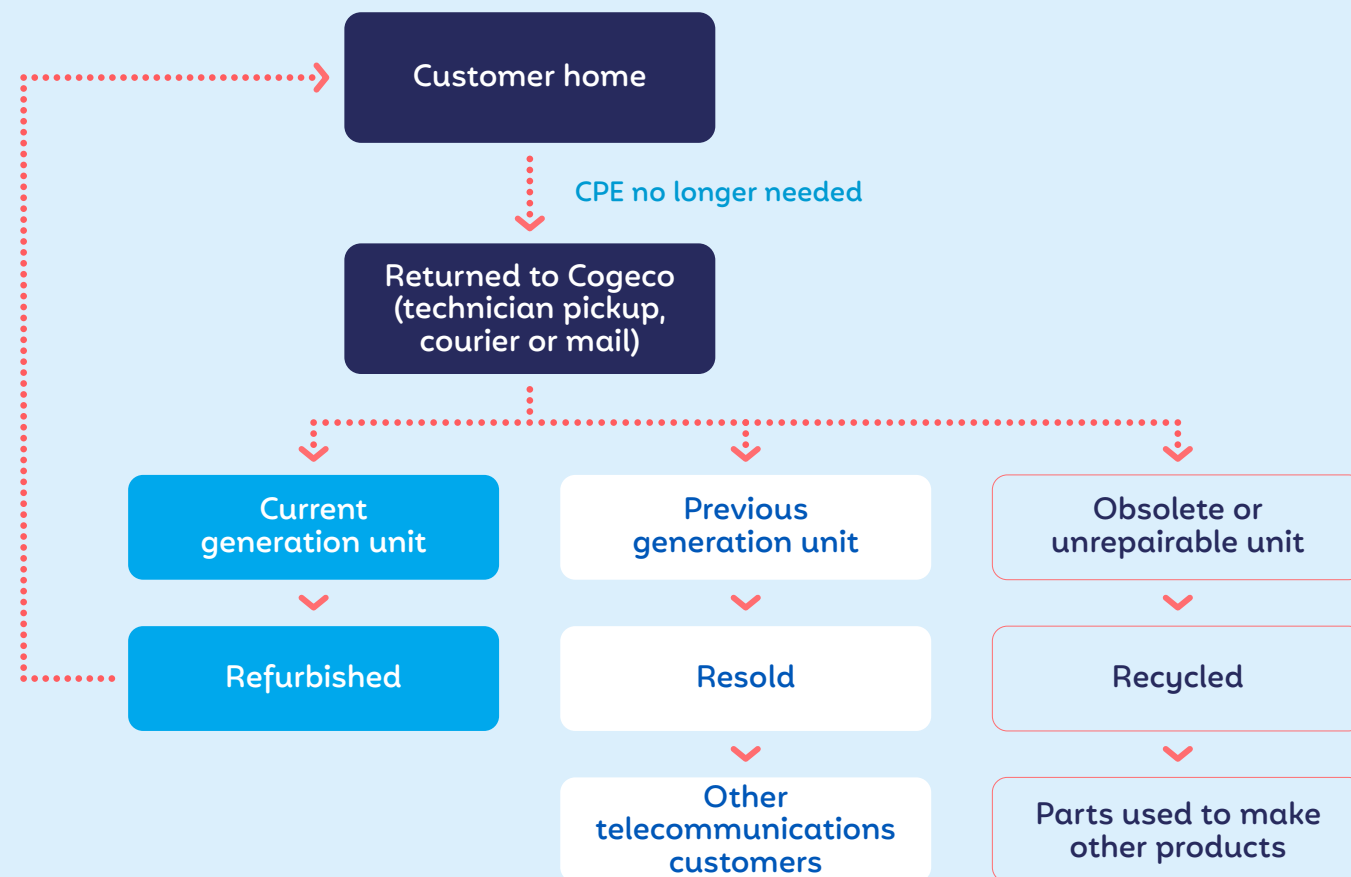 Customer home
CPE no longer needed
Returned to Cogeco
(technician pickup,
courier or mail)
Current
generation unit
Previous
generation unit
Obsolete or
unrepairable unit
Refurbished
Resold
Recycled
Other
telecommunications
customers
Parts used to make
other products